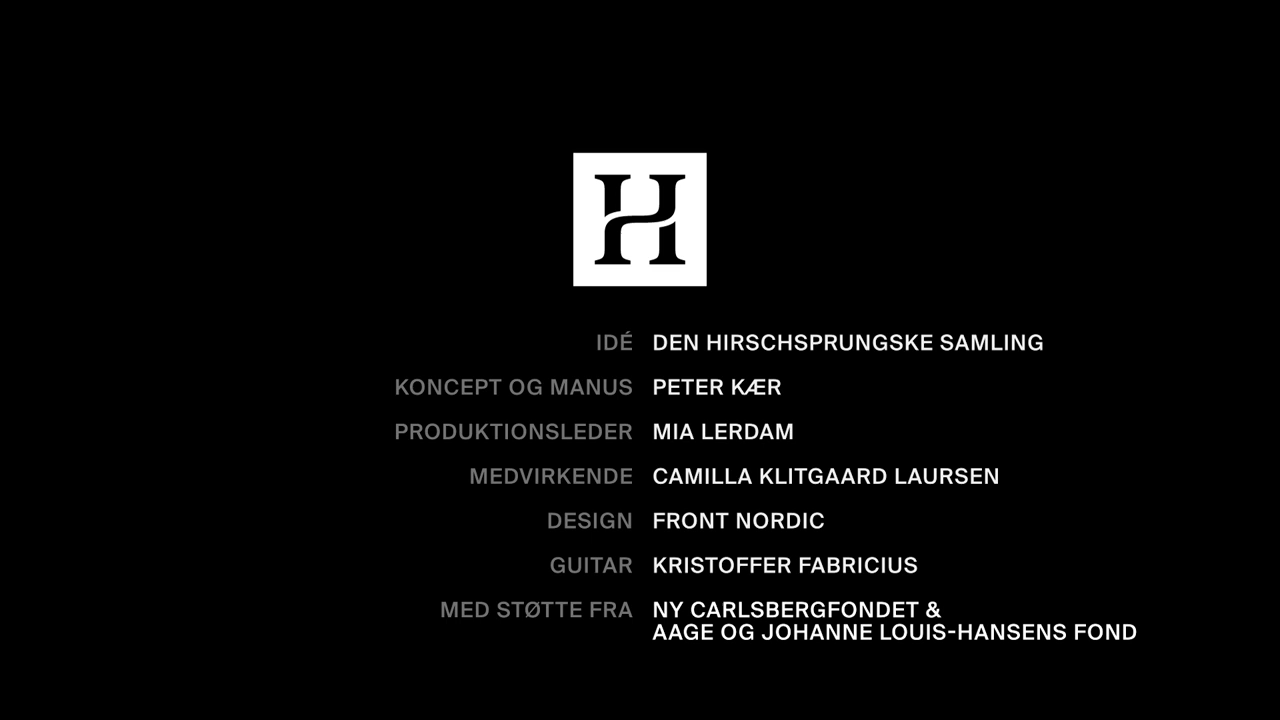 H
IDÉ DEN HIRSCHSPRUNGSKE SAMLING
KONCEPT OG MANUS PETER KÆR
PRODUKTIONSLEDER MIA LERDAM
MEDVIRKENDE CAMILLA KLITGAARD LAURSEN
DESIGN FRONT NORDIC
GUITAR KRISTOFFER FABRICIUS
MED STØTTE FRA NY CARLSBERGFONDET &
AAGE OG JOHANNE LOUIS-HANSENS FOND